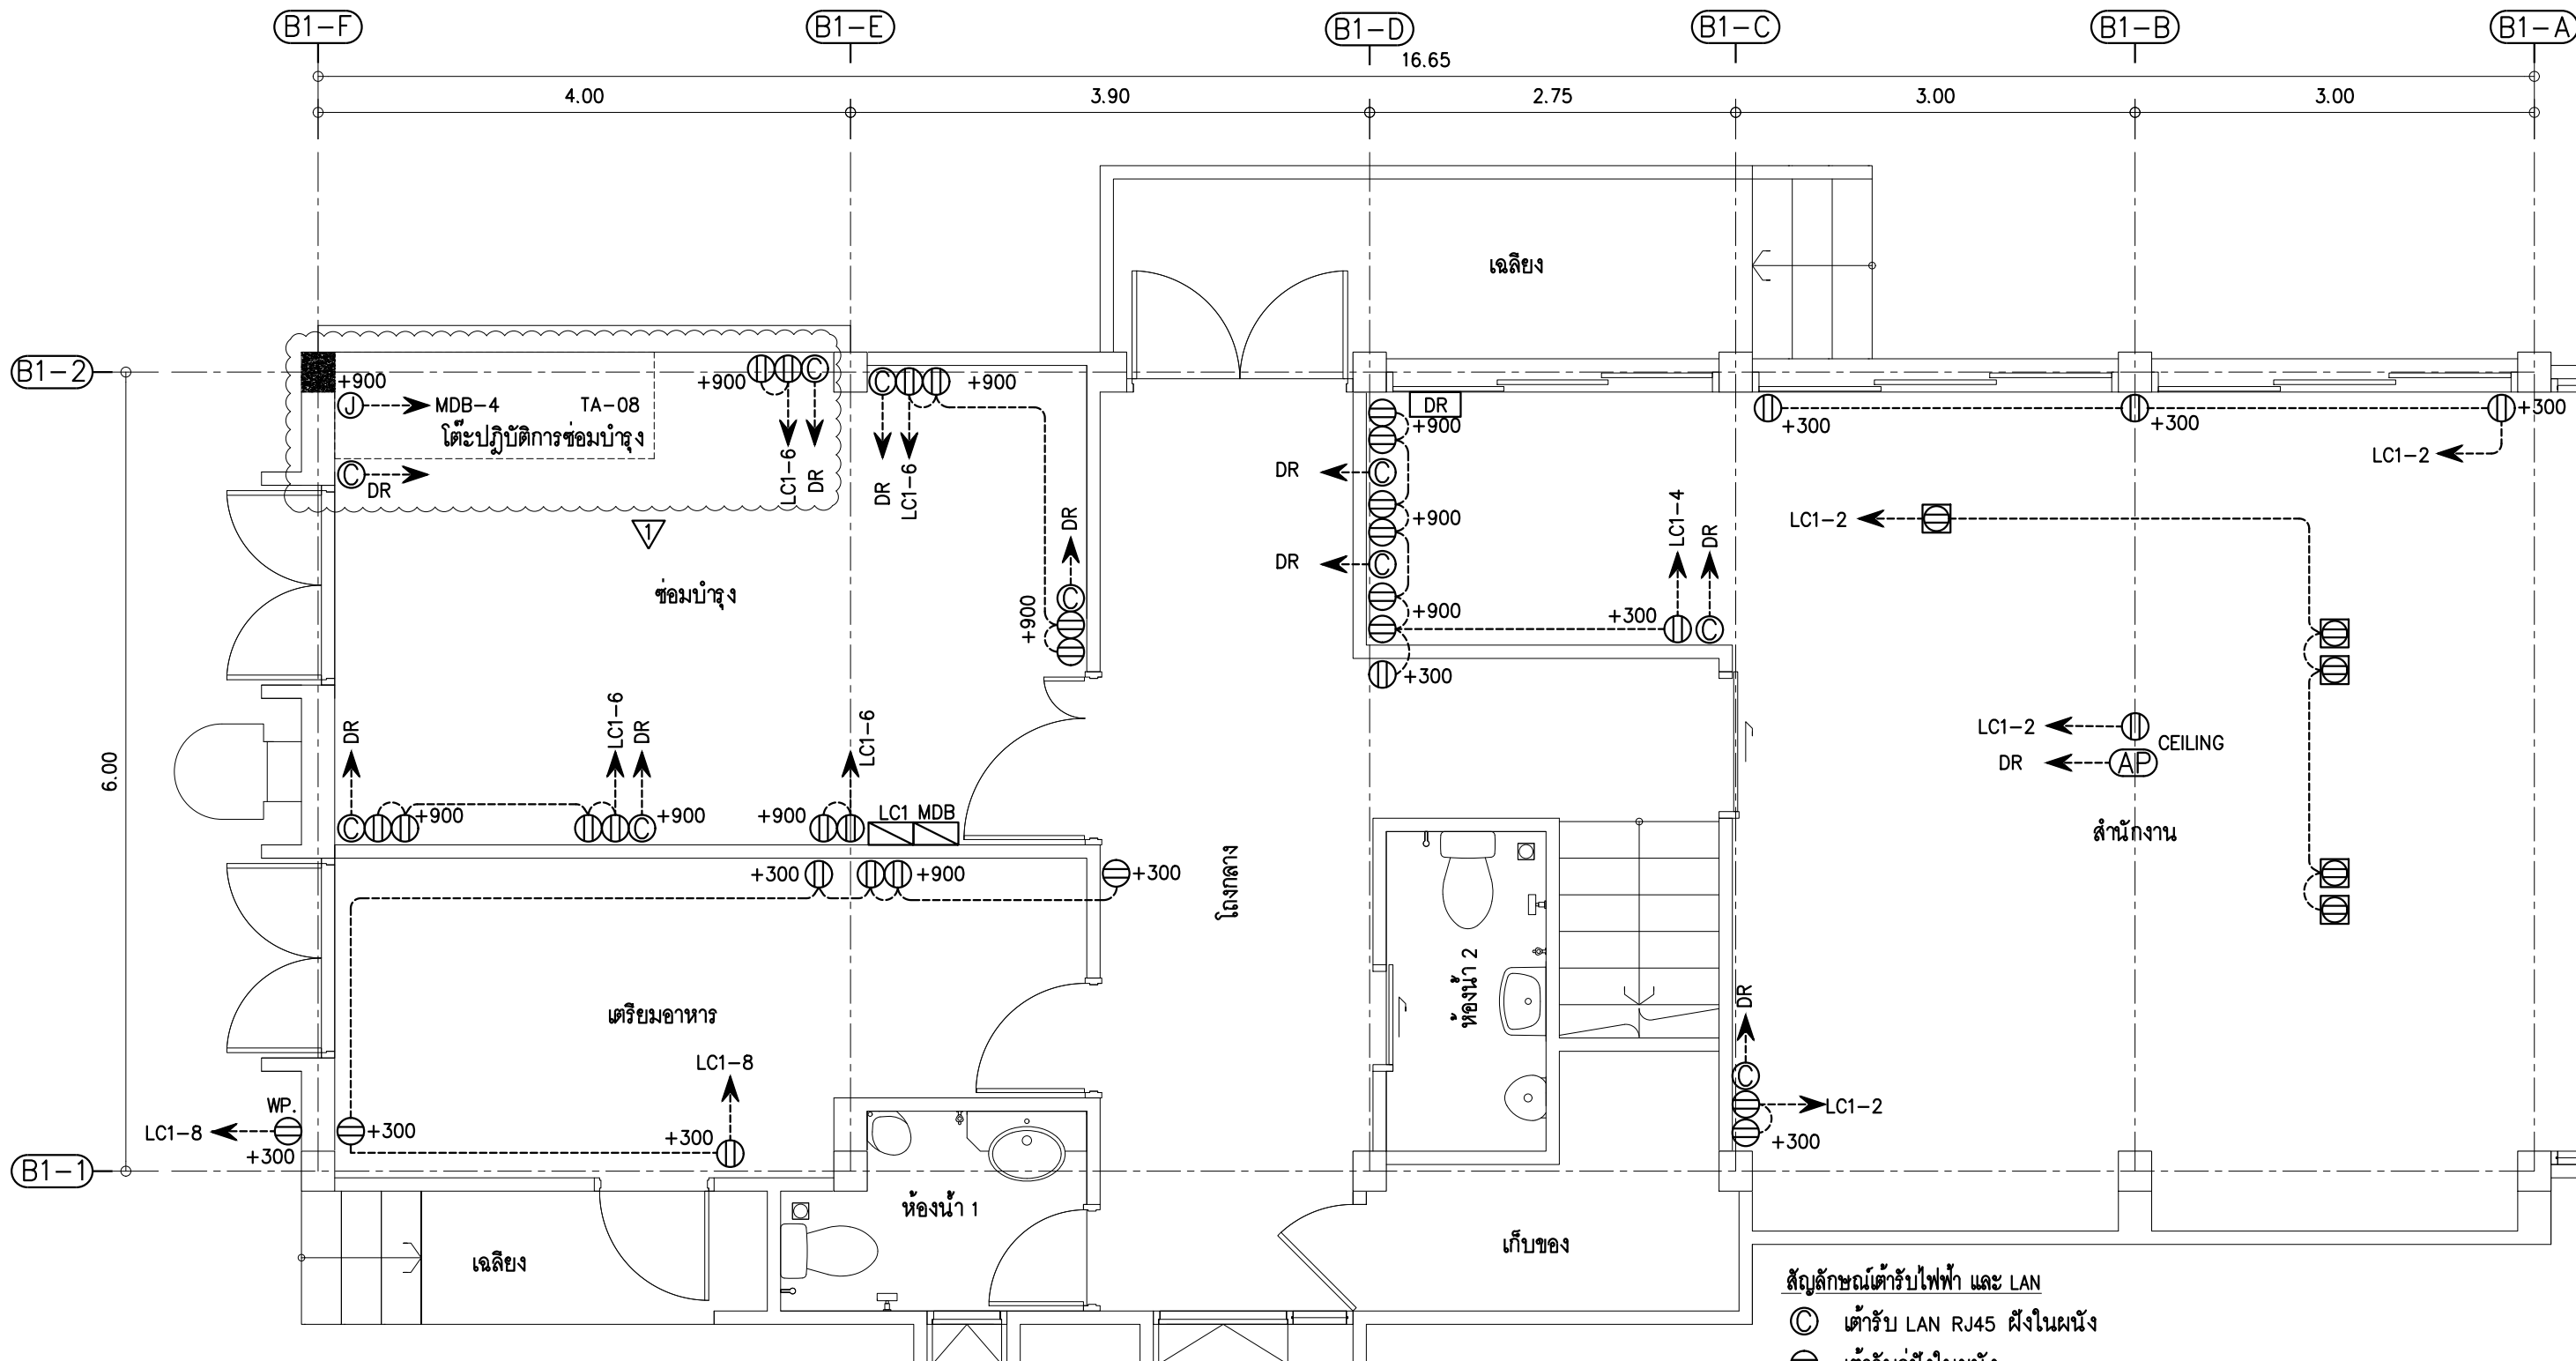 B1-F B1-E B1-D B1-C B1-B B1-A
16.65
4.00 3.90 2.75 3.00 3.00
เฉลียง
B1-2
+900
J MDB-4 TA-08
โต๊ะปฏิบัติการซ่อมบำรุง
C DR
+900 C
LC1-6 DR
C +900
DR LC1-6
1
ซ่อมบำรุง
DR
C
+900
DR
+900
DR C
+900
DR C
+900
+300
LC1-4 DR
+300 C
+300 +300 +300
LC1-2
LC1-2
LC1-2
CEILING
DR AP
สำนักงาน
6.00
DR LC1-6 DR LC1-6
C +900 C +900 +900
LC1 MDB
+300 +900 +300
โถงกลาง
ห้องน้ำ 2
เตรียมอาหาร
LC1-8
WP.
LC1-8
+300
+300
+300
DR
C
LC1-2
+300
B1-1
ห้องน้ำ 1
เฉลียง
เก็บของ
สัญลักษณ์เต้ารับไฟฟ้า และ LAN
C เต้ารับ LAN RJ45 ฝังในผนัง